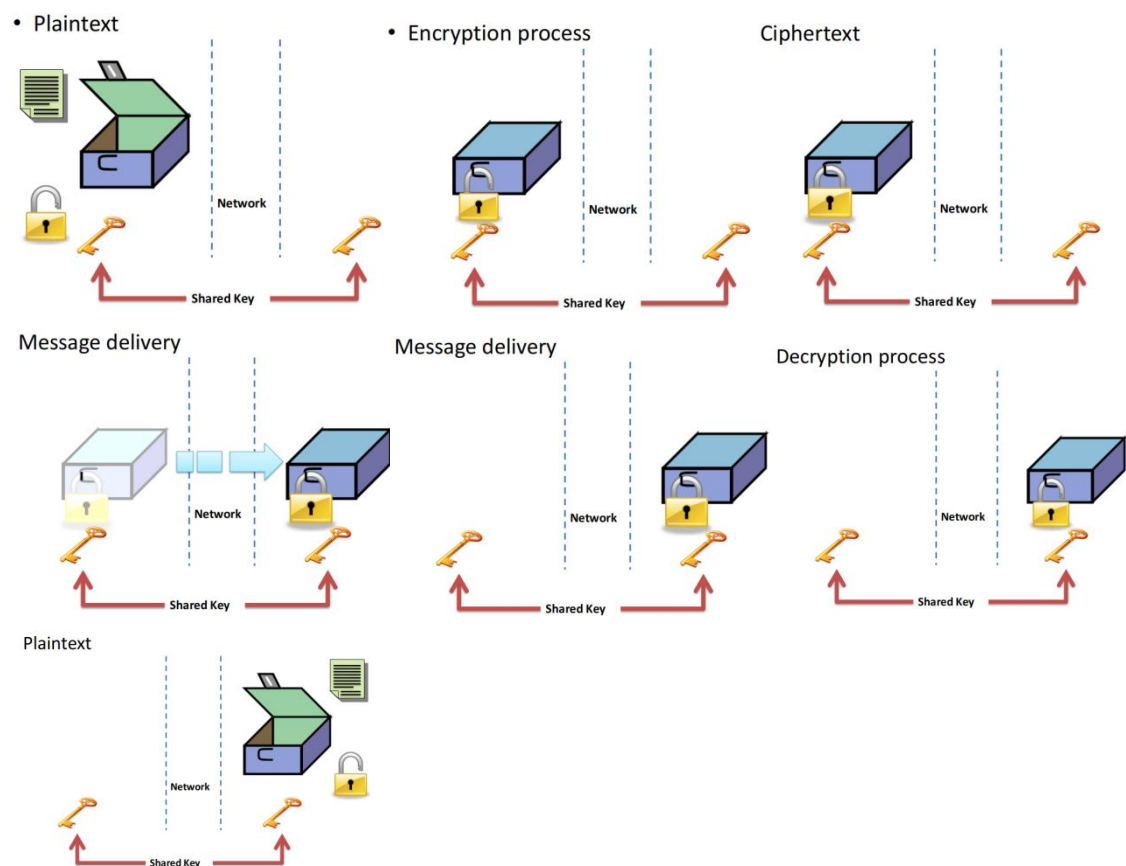 • Plaintext
Network
Shared Key
• Encryption process
Network
Shared Key
Ciphertext
Network
Shared Key
Message delivery
Network
Shared Key
Message delivery
Network
Shared Key
Decryption process
Network
Shared Key
Plaintext
Network
Shared Key